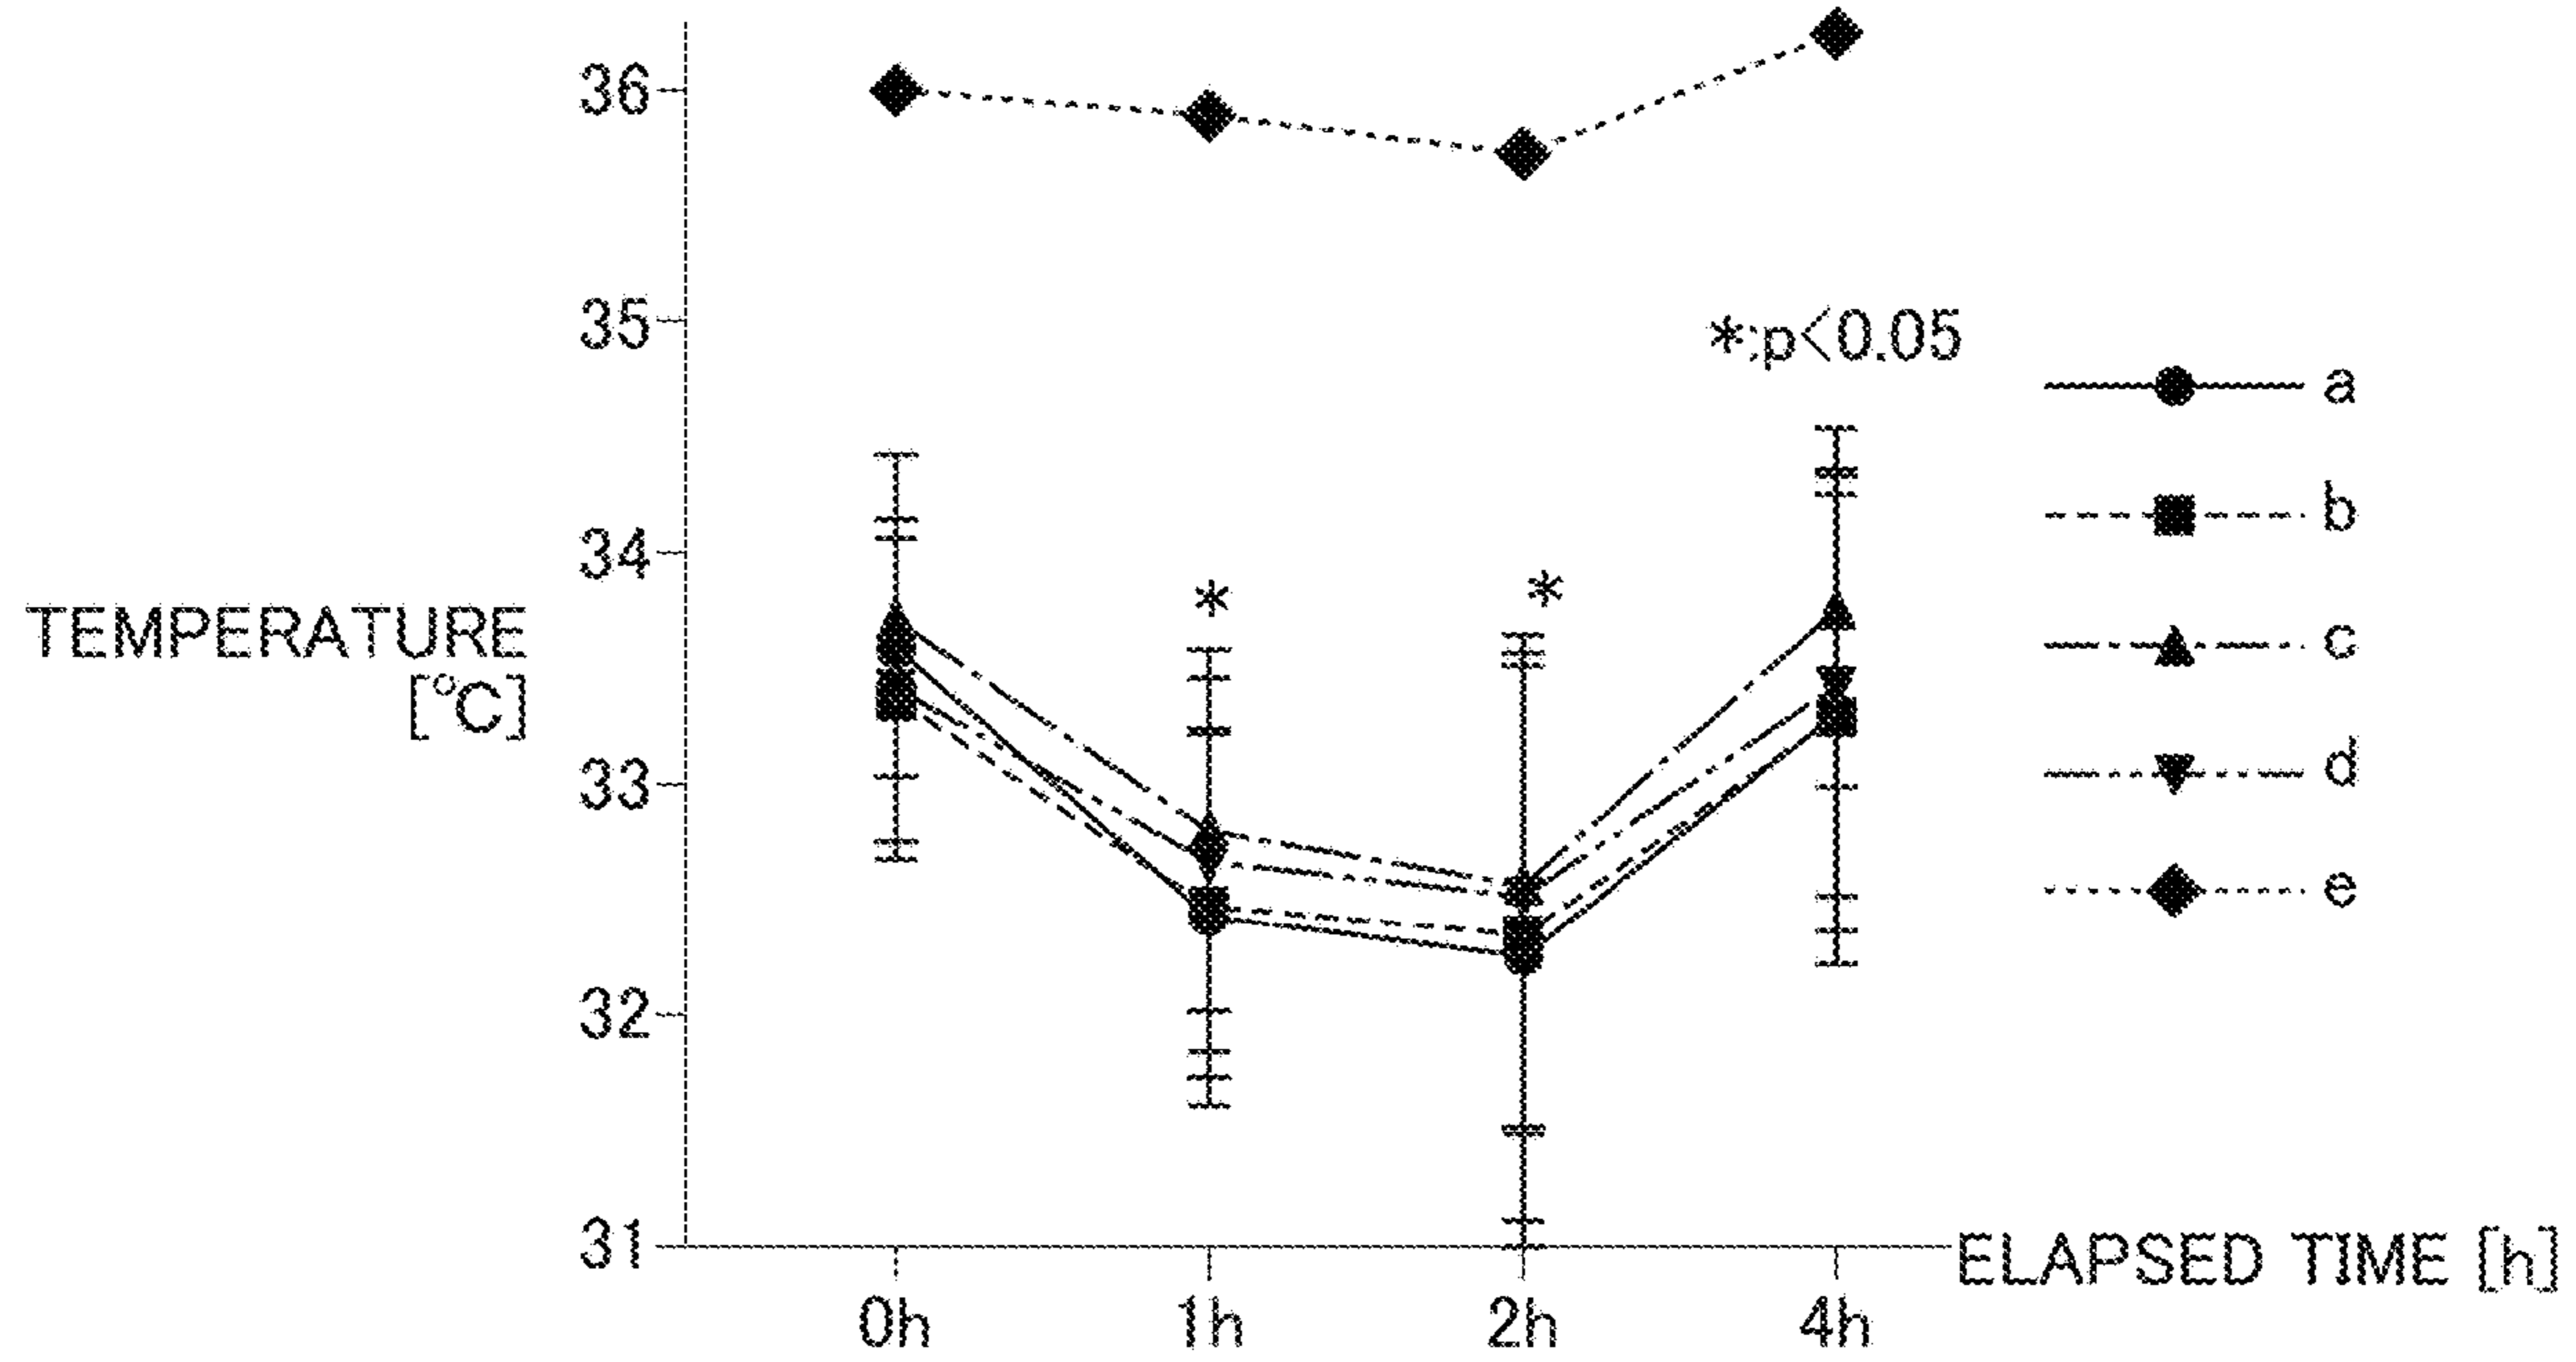 36
35
34
33
32
31
TEMPERATURE
[℃]
*:p<0.05
*
*
a
b
c
d
e
0h 1h 2h 4h
ELAPSED TIME [h]